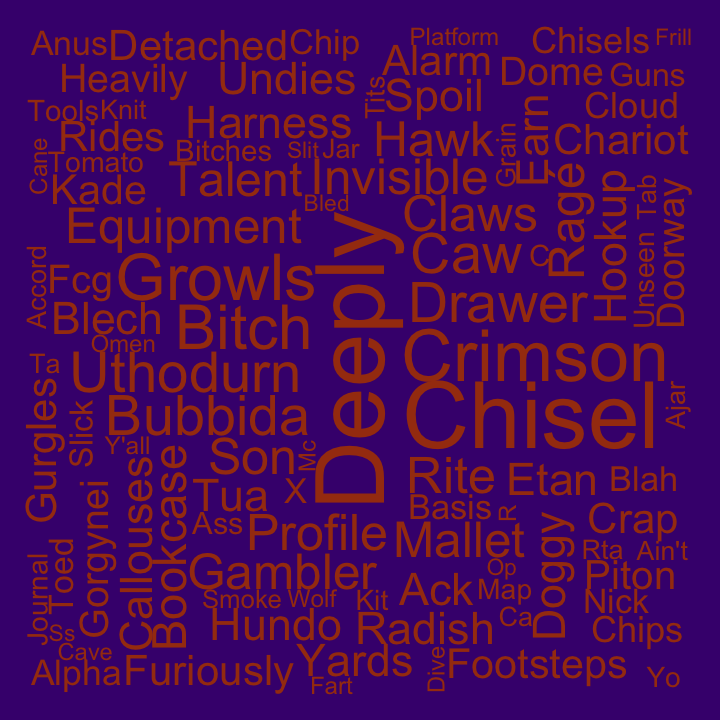 Anus Detached Chip Platform Chisels Frill
Heavily Undies Alarm Dome Guns
Tools Knit Harness Tits Spoil Earn Cloud
Rides Bitches Slit Jar Hawk Grain Chariot
Cane Tomato Talent Invisible Rage Hookup Tab
Kade Bled Claws Unseen Doorway
Equipment Deeply Caw C
Accord Fcg Growls Drawer
Blech Bitch
Omen Crimson
Ta Uthodurn Chisel Ajar
Gurgles Slick Bubbida
Y'all Son Mc
Callouses Bookcase Tua X Rite Etan Blah
Gorgynei Ass Profile Basis R Crap
Journal Toed Gambler Mallet Doggy Rta Ain't
Smoke Wolf Kit Ack Op Map Piton
Ss Hundo Radish Ca Nick
Cave Yards Dive Chips
Alpha Furiously Fart Footsteps Yo